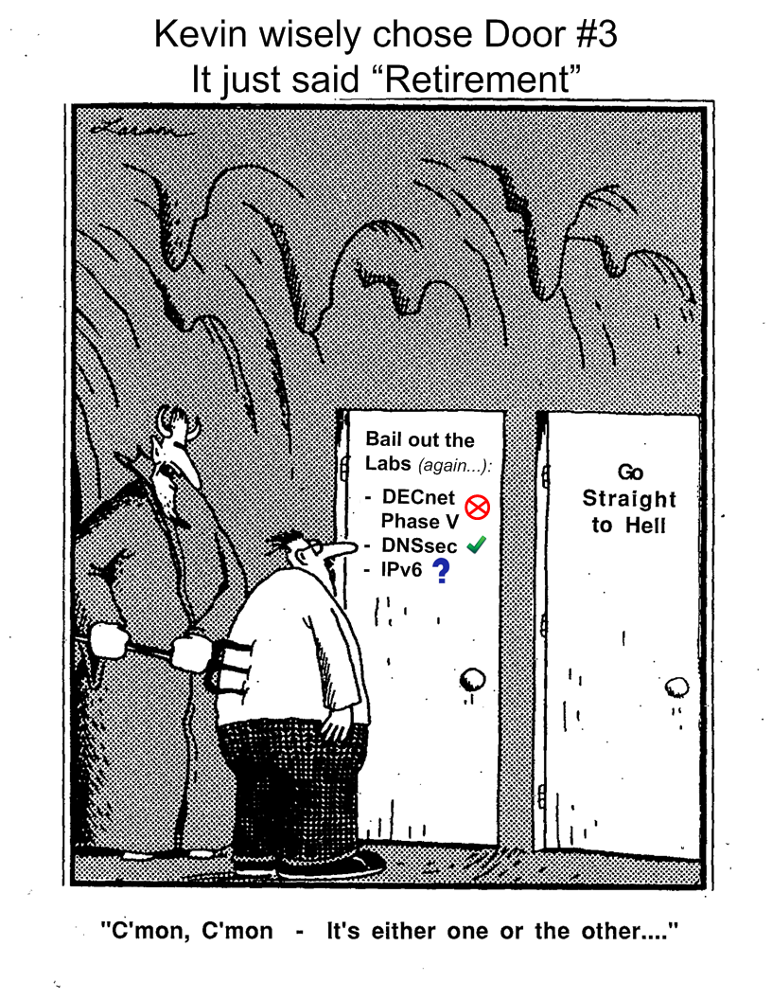 Kevin wisely chose Door #3
It just said “Retirement”
Larson
Bail out the
Labs (again...):
- DECnet
Phase V
- DNSsec
- IPv6 ?
Go
Straight
to Hell
"C'mon, C'mon - It's either one or the other...."